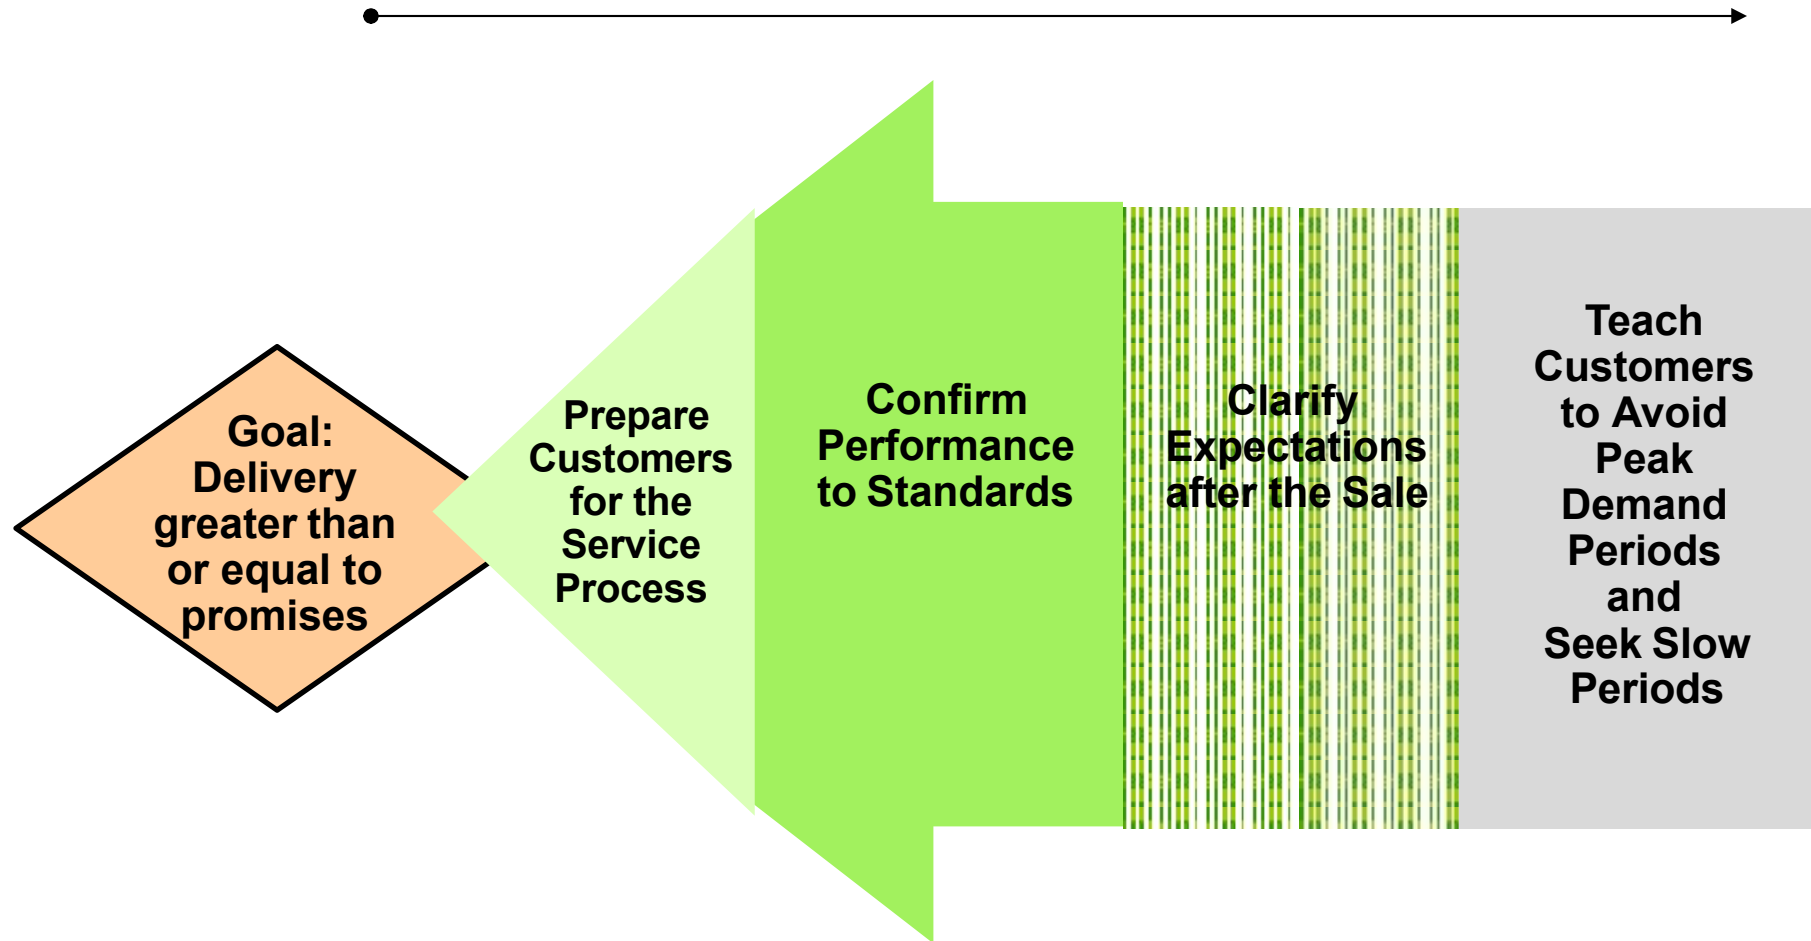 Goal:
Delivery
greater than
or equal to
promises
Prepare
Customers
for the
Service
Process
Confirm
Performance
to Standards
Clarify
Expectations
after the Sale
Teach
Customers
to Avoid
Peak
Demand
Periods
and
Seek Slow
Periods